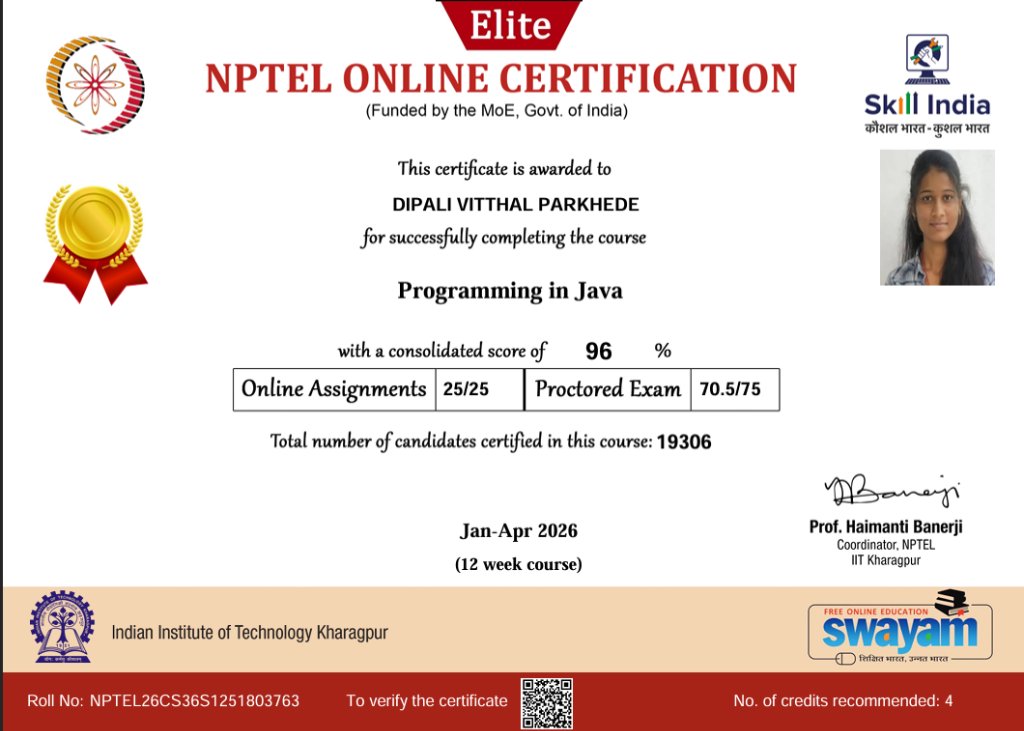 Elite
NPTEL ONLINE CERTIFICATION
(Funded by the MoE, Govt. of India)
Skill India
कौशल भारत - कुशल भारत
This certificate is awarded to
DIPALI VITTHAL PARKHEDE
for successfully completing the course
Programming in Java
with a consolidated score of 96 %
Online Assignments 25/25 Proctored Exam 70.5/75
Total number of candidates certified in this course: 19306
Banerji
Prof. Haimanti Banerji
Coordinator, NPTEL
IIT Kharagpur
Jan-Apr 2026
(12 week course)
Indian Institute of Technology Kharagpur
FREE ONLINE EDUCATION
swayam
शिक्षित भारत, उन्नत भारत
Roll No: NPTEL26CS36S1251803763 To verify the certificate No. of credits recommended: 4